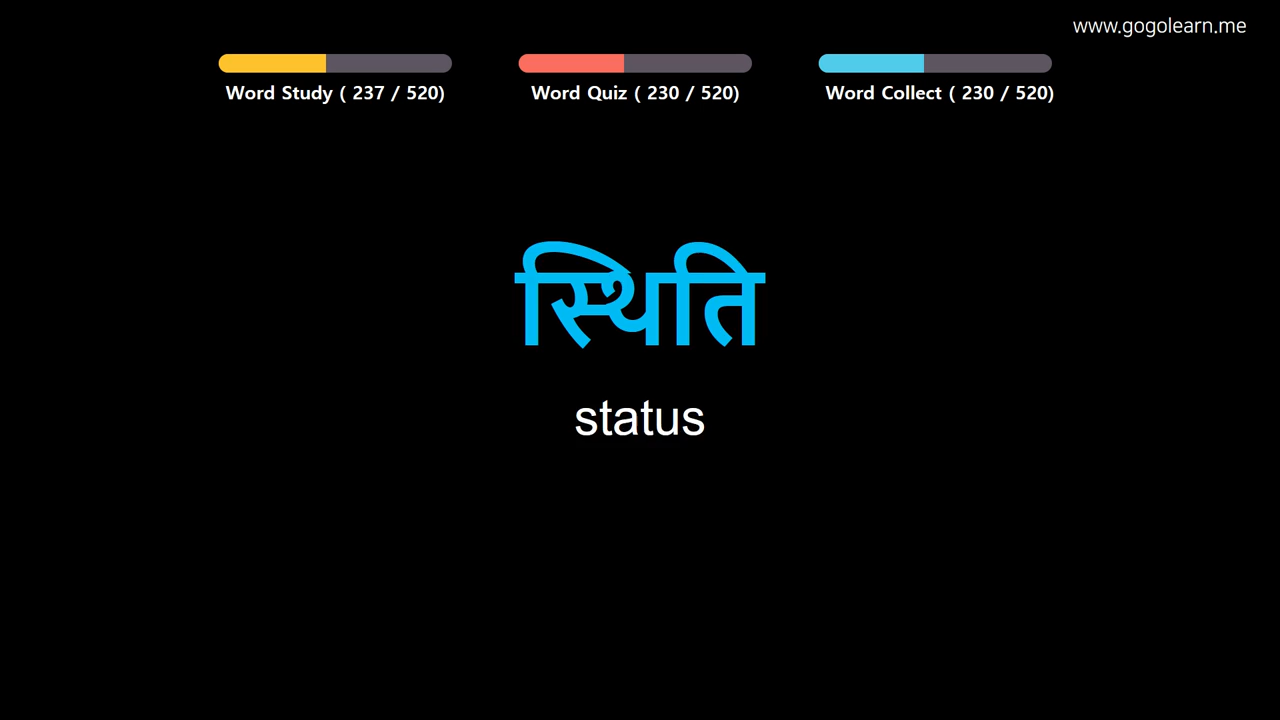 www.gogolearn.me
Word Study ( 237 / 520)
Word Quiz ( 230 / 520)
Word Collect ( 230 / 520)
स्थिति
status